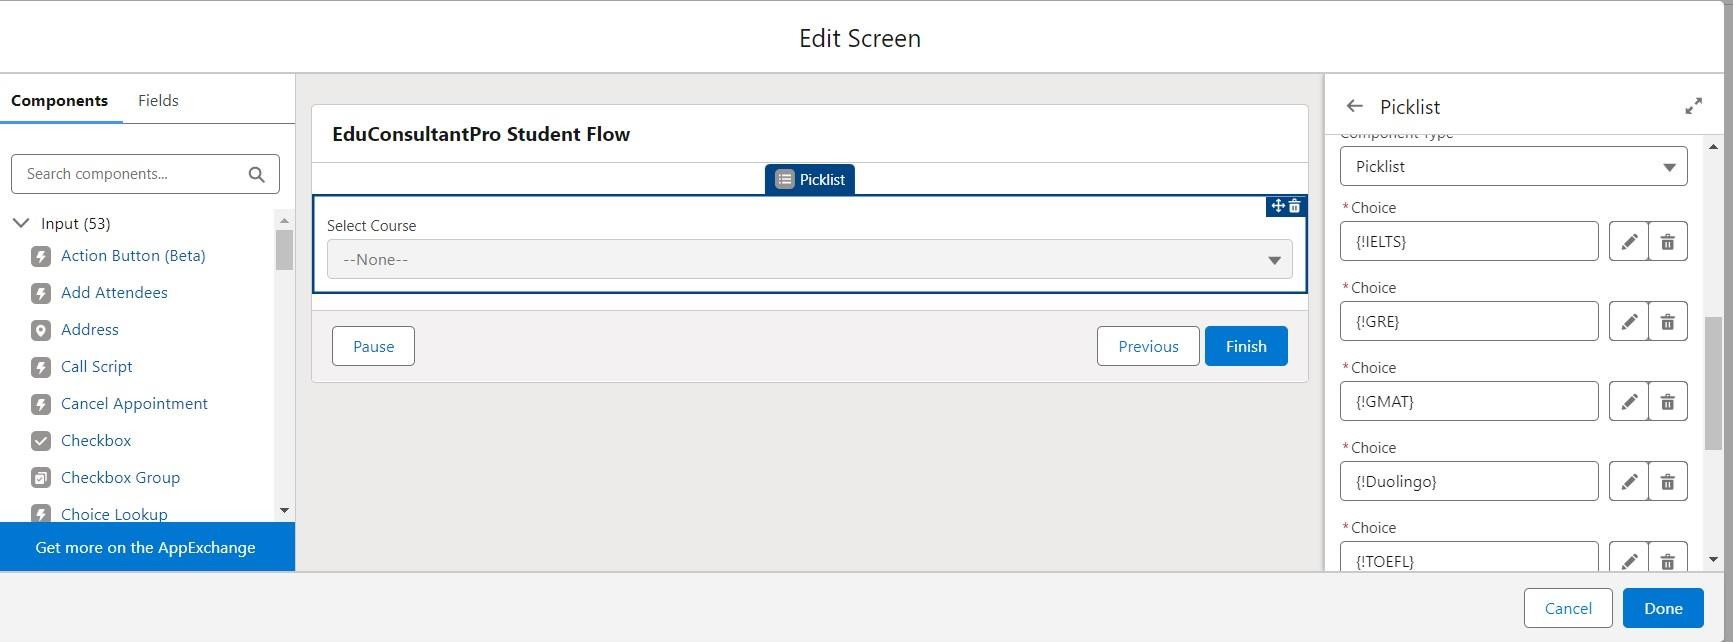 Edit Screen
Components
Fields
Search components...
Input (53)
Action Button (Beta)
Add Attendees
Address
Call Script
Cancel Appointment
Checkbox
Checkbox Group
Choice Lookup
Get more on the AppExchange
EduConsultantPro Student Flow
Picklist
Select Course
--None--
Pause
Previous
Finish
Picklist
Component Type
Picklist
*Choice
{!IELTS}
*Choice
{!GRE}
*Choice
{!GMAT}
*Choice
{!Duolingo}
*Choice
{!TOEFL}
Cancel
Done